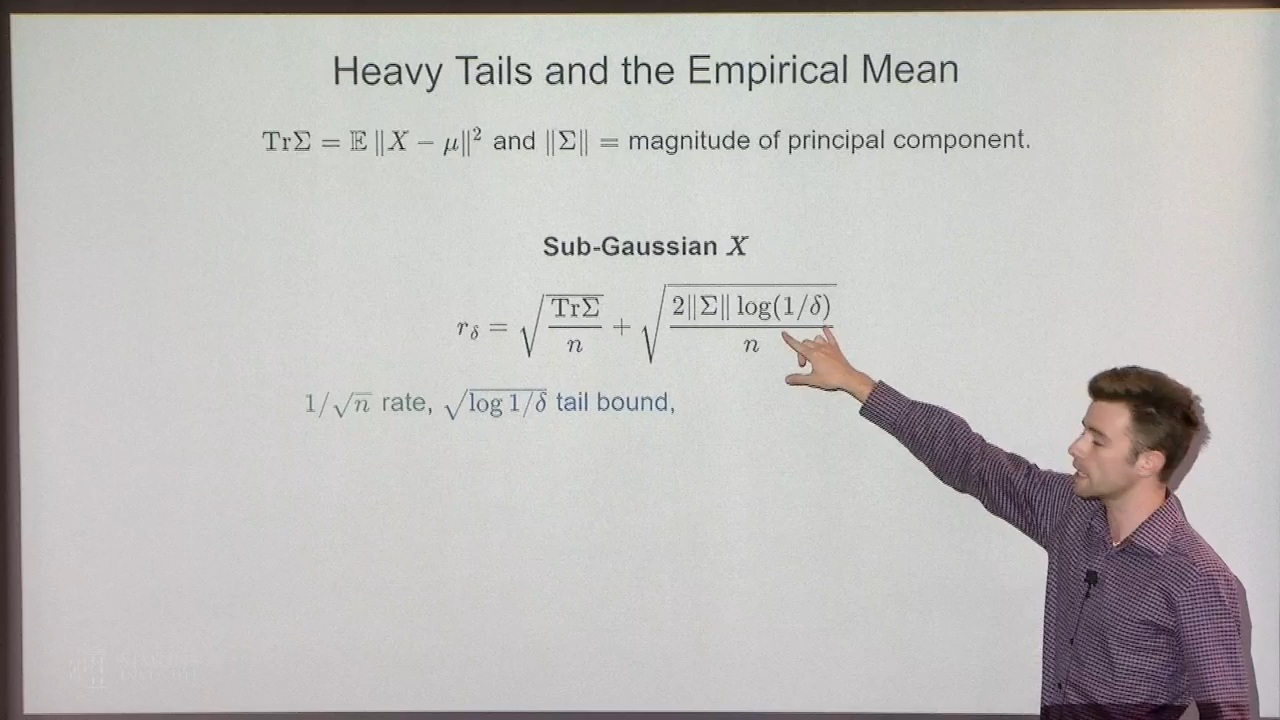 Heavy Tails and the Empirical Mean
TrΣ = 𝔼 ‖X − μ‖² and ‖Σ‖ = magnitude of principal component.
Sub-Gaussian X
r_δ = √(TrΣ / n) + √(2‖Σ‖ log(1/δ) / n)
1/√n rate, √(log 1/δ) tail bound,